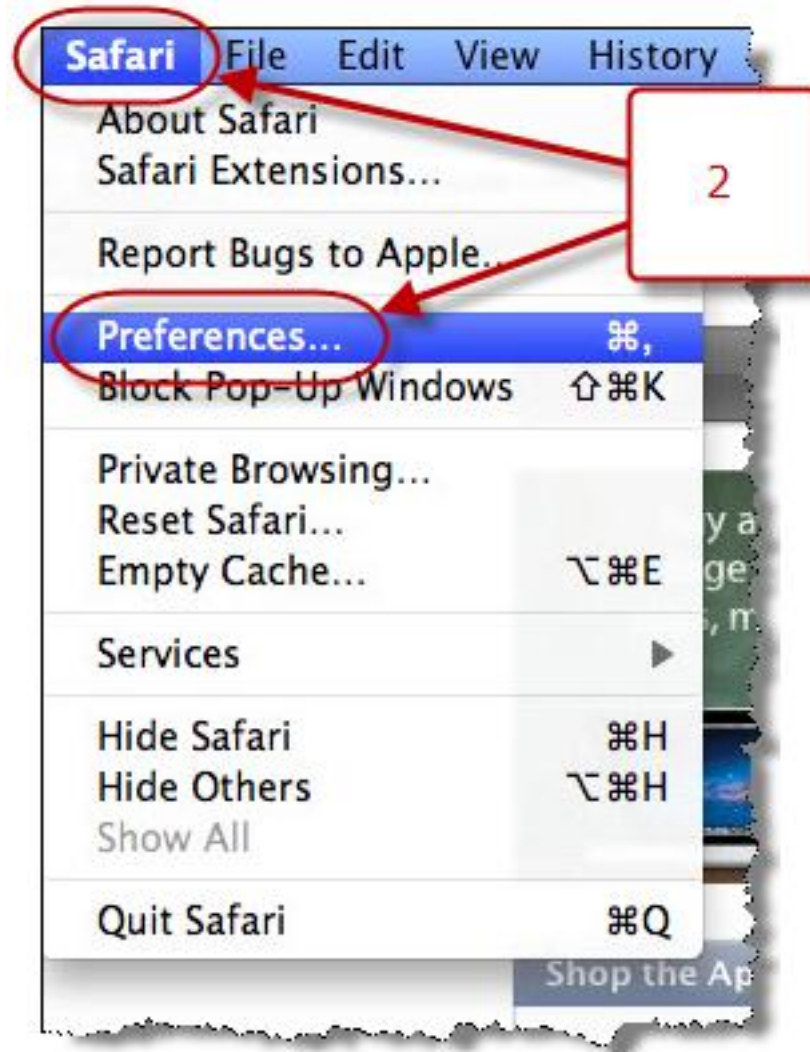 Safari File Edit View History
About Safari
Safari Extensions...
2
Report Bugs to Apple...
Preferences... ⌘,
Block Pop-Up Windows ⇧⌘K
Private Browsing...
Reset Safari...
Empty Cache... ⌥⌘E
Services ▶
Hide Safari ⌘H
Hide Others ⌥⌘H
Show All
Quit Safari ⌘Q
Shop the Ap